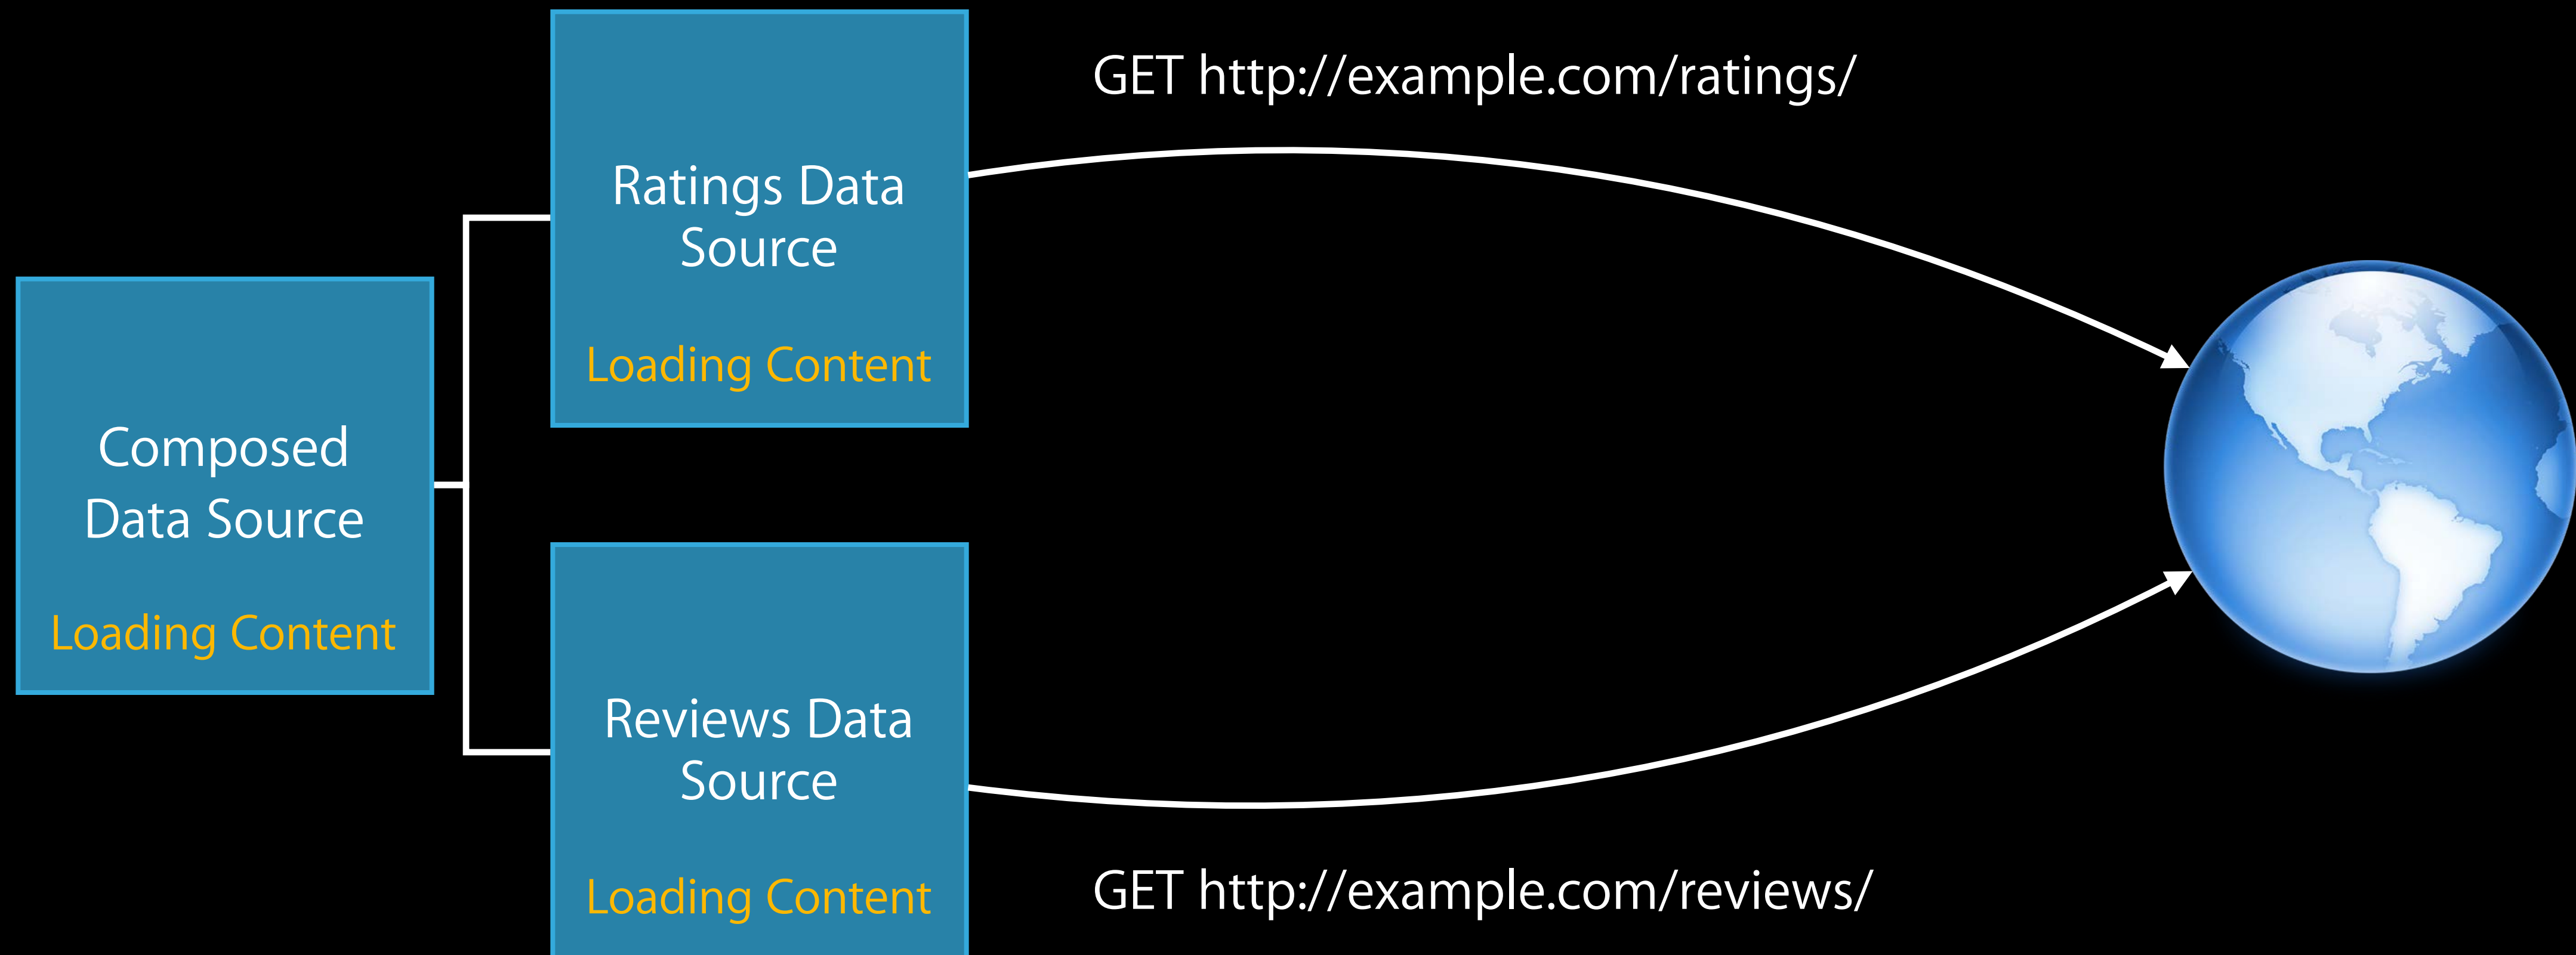 Composed
Data Source
Loading Content
Ratings Data
Source
Loading Content
Reviews Data
Source
Loading Content
GET http://example.com/ratings/
GET http://example.com/reviews/